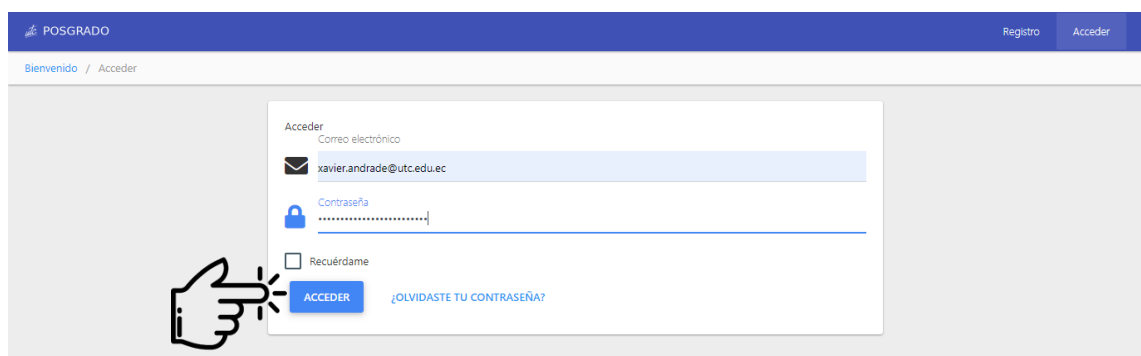 utc POSGRADO Registro Acceder
Bienvenido / Acceder
Acceder
Correo electrónico
xavier.andrade@utc.edu.ec
Contraseña
Recuérdame
ACCEDER ¿OLVIDASTE TU CONTRASEÑA?